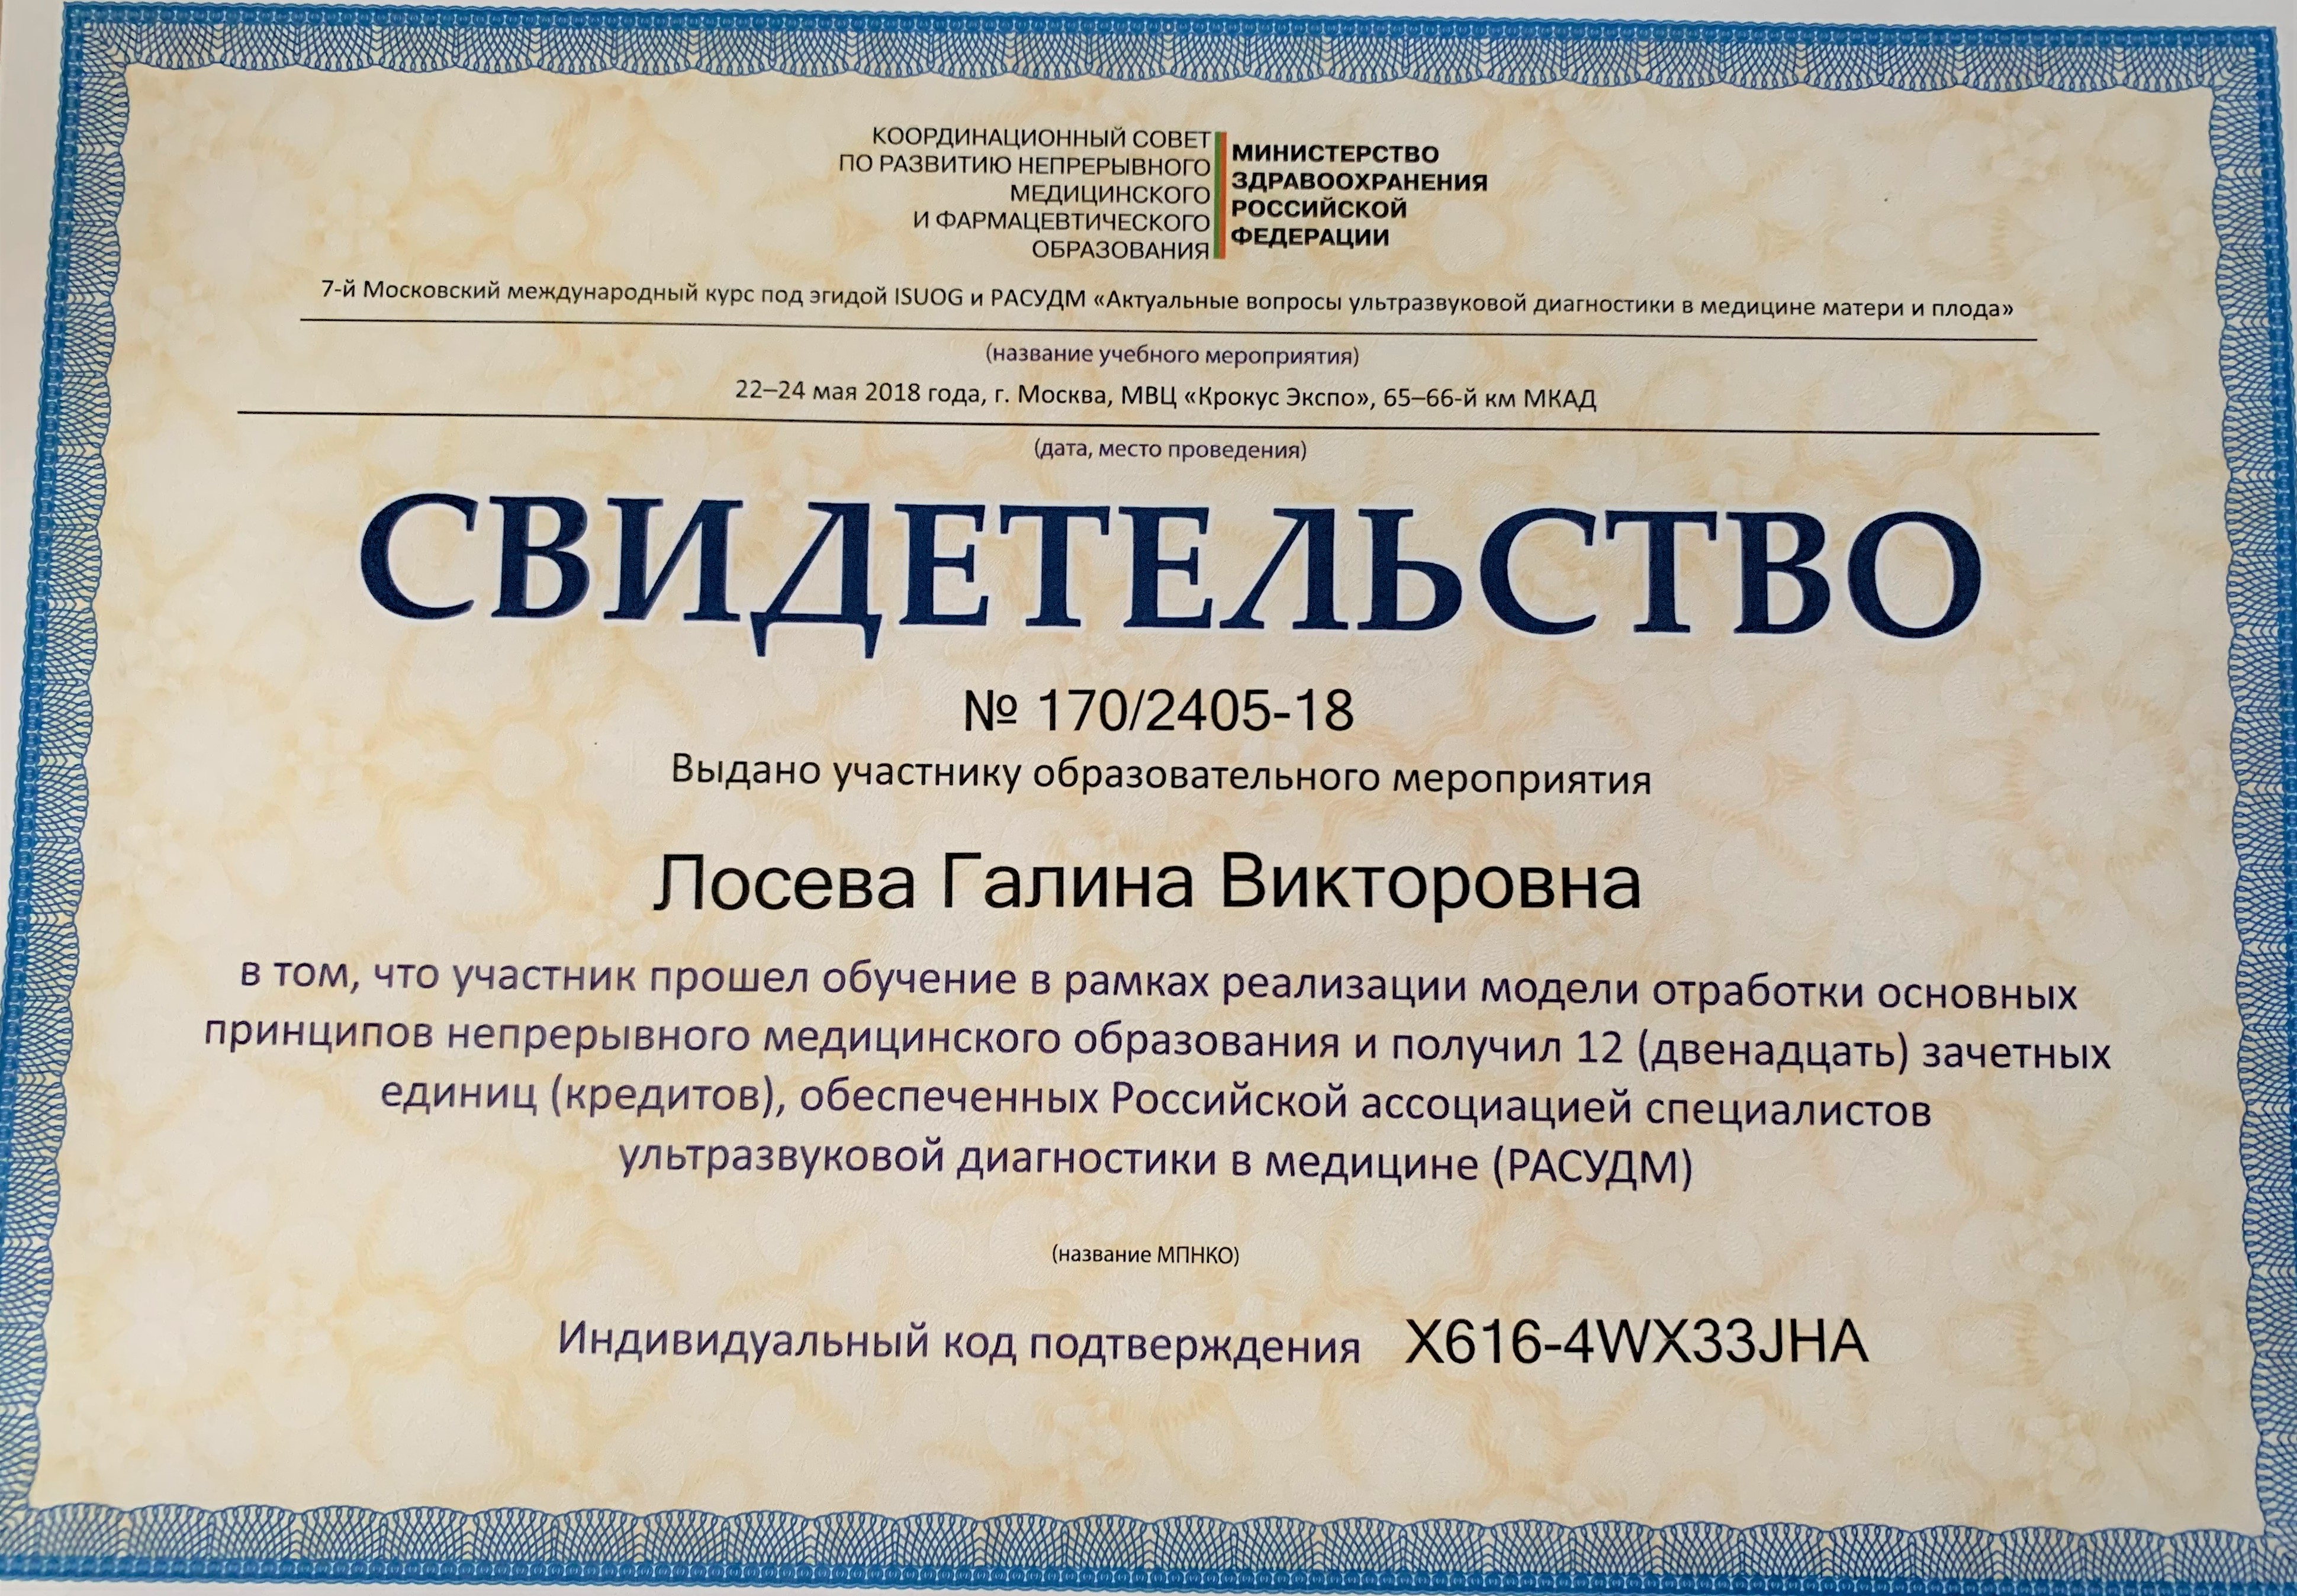 КООРДИНАЦИОННЫЙ СОВЕТ
ПО РАЗВИТИЮ НЕПРЕРЫВНОГО
МЕДИЦИНСКОГО
И ФАРМАЦЕВТИЧЕСКОГО
ОБРАЗОВАНИЯ
МИНИСТЕРСТВО
ЗДРАВООХРАНЕНИЯ
РОССИЙСКОЙ
ФЕДЕРАЦИИ
7-й Московский международный курс под эгидой ISUOG и РАСУДМ «Актуальные вопросы ультразвуковой диагностики в медицине матери и плода»
(название учебного мероприятия)
22–24 мая 2018 года, г. Москва, МВЦ «Крокус Экспо», 65–66-й км МКАД
(дата, место проведения)
СВИДЕТЕЛЬСТВО
№ 170/2405-18
Выдано участнику образовательного мероприятия
Лосева Галина Викторовна
в том, что участник прошел обучение в рамках реализации модели отработки основных
принципов непрерывного медицинского образования и получил 12 (двенадцать) зачетных
единиц (кредитов), обеспеченных Российской ассоциацией специалистов
ультразвуковой диагностики в медицине (РАСУДМ)
(название МПНКО)
Индивидуальный код подтверждения X616-4WX33JHA